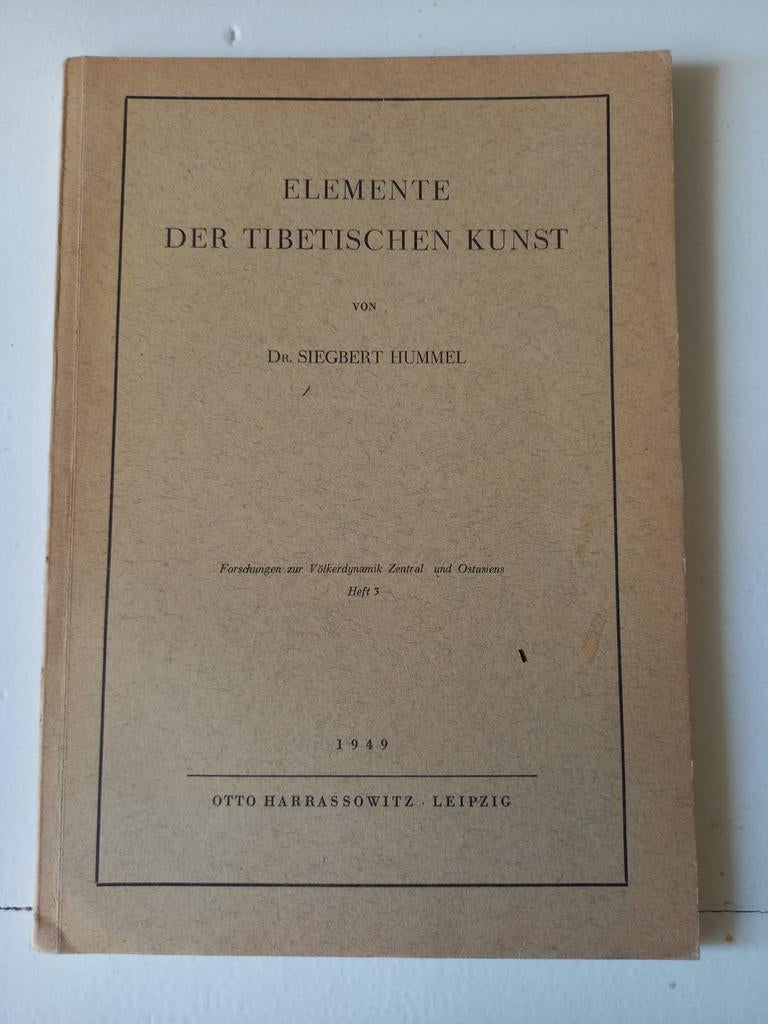 ELEMENTE
DER TIBETISCHEN KUNST
VON
DR. SIEGBERT HUMMEL
Forschungen zur Völkerdynamik Zentral und Ostasiens
Heft 3
1949
OTTO HARRASSOWITZ · LEIPZIG